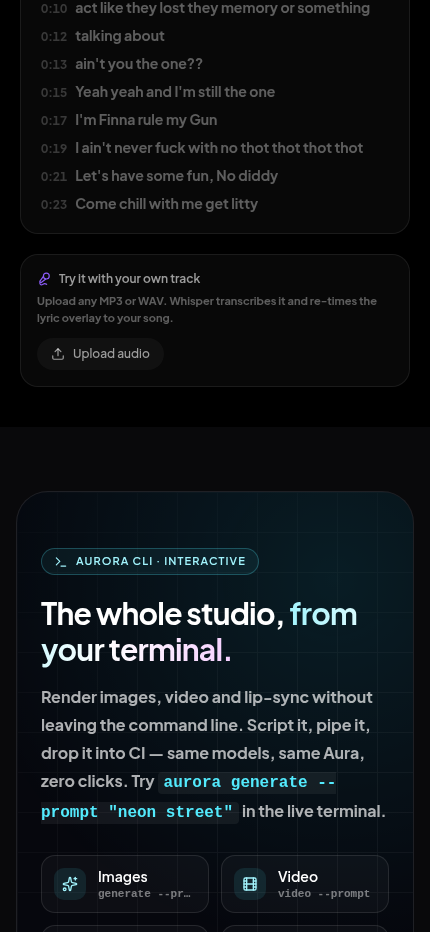 0:10 act like they lost they memory or something
0:12 talking about
0:13 ain't you the one??
0:15 Yeah yeah and I'm still the one
0:17 I'm Finna rule my Gun
0:19 I ain't never fuck with no thot thot thot thot
0:21 Let's have some fun, No diddy
0:23 Come chill with me get litty
Try it with your own track
Upload any MP3 or WAV. Whisper transcribes it and re-times the
lyric overlay to your song.
Upload audio
AURORA CLI · INTERACTIVE
The whole studio, from
your terminal.
Render images, video and lip-sync without
leaving the command line. Script it, pipe it,
drop it into CI — same models, same Aura,
zero clicks. Try aurora generate --
prompt "neon street" in the live terminal.
Images
generate --pr…
Video
video --prompt